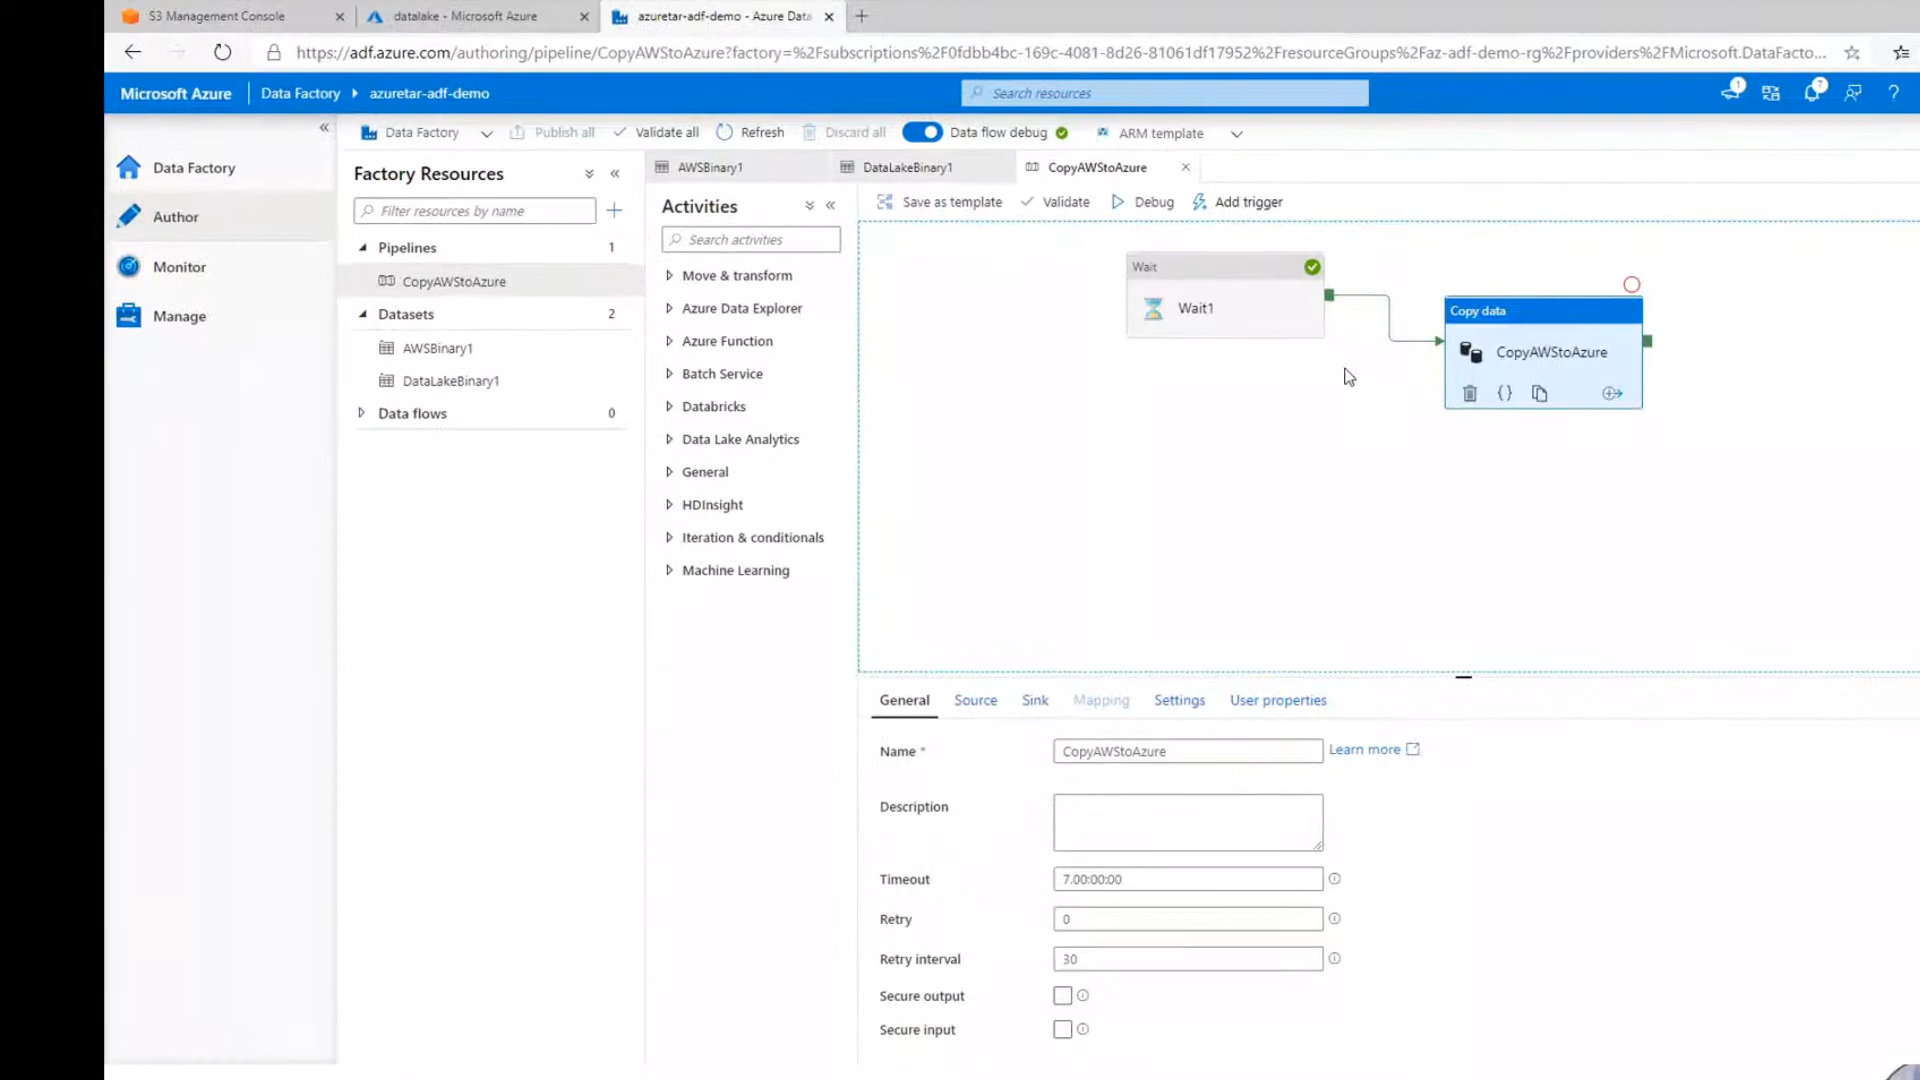 S3 Management Console
datalake - Microsoft Azure
azuretar-adf-demo - Azure Data
https://adf.azure.com/authoring/pipeline/CopyAWStoAzure?factory=%2Fsubscriptions%2F0fdbb4bc-169c-4081-8d26-81061df17952%2FresourceGroups%2Faz-adf-demo-rg%2Fproviders%2FMicrosoft.DataFacto...
Microsoft Azure
Data Factory
azuretar-adf-demo
Search resources
1
7
?
Data Factory
Author
Monitor
Manage
Data Factory
Publish all
Validate all
Refresh
Discard all
Data flow debug
ARM template
Factory Resources
Filter resources by name
Pipelines 1
CopyAWStoAzure
Datasets 2
AWSBinary1
DataLakeBinary1
Data flows 0
AWSBinary1
DataLakeBinary1
CopyAWStoAzure
Activities
Search activities
Move & transform
Azure Data Explorer
Azure Function
Batch Service
Databricks
Data Lake Analytics
General
HDInsight
Iteration & conditionals
Machine Learning
Save as template
Validate
Debug
Add trigger
Wait
Wait1
Copy data
CopyAWStoAzure
General
Source
Sink
Mapping
Settings
User properties
Name * CopyAWStoAzure Learn more
Description
Timeout 7.00:00:00
Retry 0
Retry interval 30
Secure output
Secure input